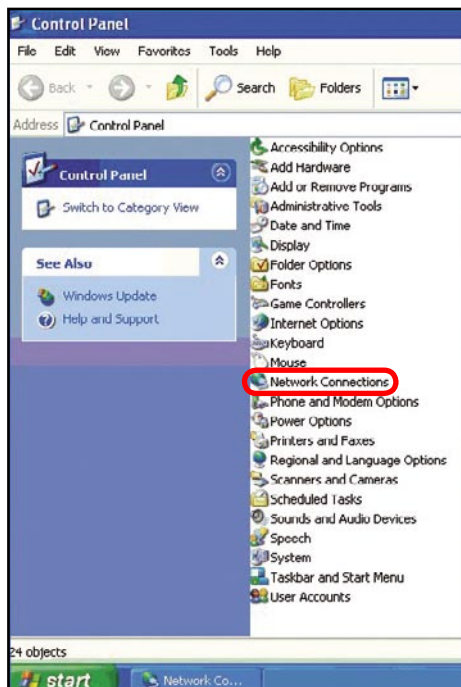 Control Panel
File Edit View Favorites Tools Help
Back Search Folders
Address Control Panel
Control Panel
Switch to Category View
See Also
Windows Update
Help and Support
Accessibility Options
Add Hardware
Add or Remove Programs
Administrative Tools
Date and Time
Display
Folder Options
Fonts
Game Controllers
Internet Options
Keyboard
Mouse
Network Connections
Phone and Modem Options
Power Options
Printers and Faxes
Regional and Language Options
Scanners and Cameras
Scheduled Tasks
Sounds and Audio Devices
Speech
System
Taskbar and Start Menu
User Accounts
24 objects
start Network Co...